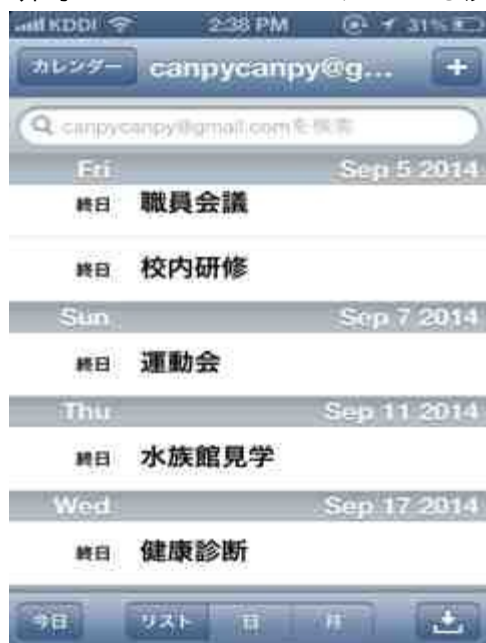 KDDI 2:38 PM 31%
カレンダー canpycanpy@g... +
canpycanpy@gmail.comを検索
Fri Sep 5 2014
終日 職員会議
終日 校内研修
Sun Sep 7 2014
終日 運動会
Thu Sep 11 2014
終日 水族館見学
Wed Sep 17 2014
終日 健康診断
今日 リスト 日 月